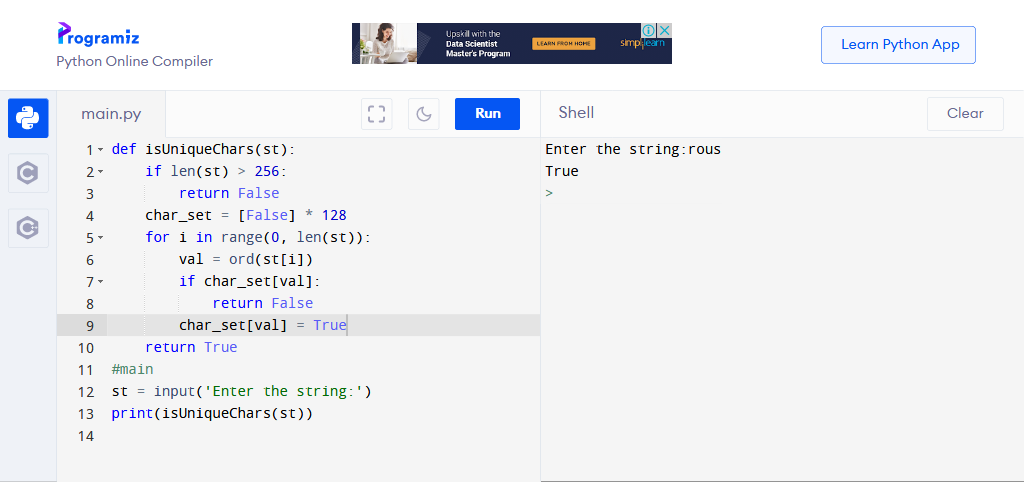 Programiz
Python Online Compiler
Upskill with the
Data Scientist
Master's Program
LEARN FROM HOME
simplilearn
Learn Python App
main.py
Run
Shell
Clear
1 def isUniqueChars(st):
2     if len(st) > 256:
3         return False
4     char_set = [False] * 128
5     for i in range(0, len(st)):
6         val = ord(st[i])
7         if char_set[val]:
8             return False
9         char_set[val] = True
10     return True
11 #main
12 st = input('Enter the string:')
13 print(isUniqueChars(st))
14
Enter the string:rous
True
>